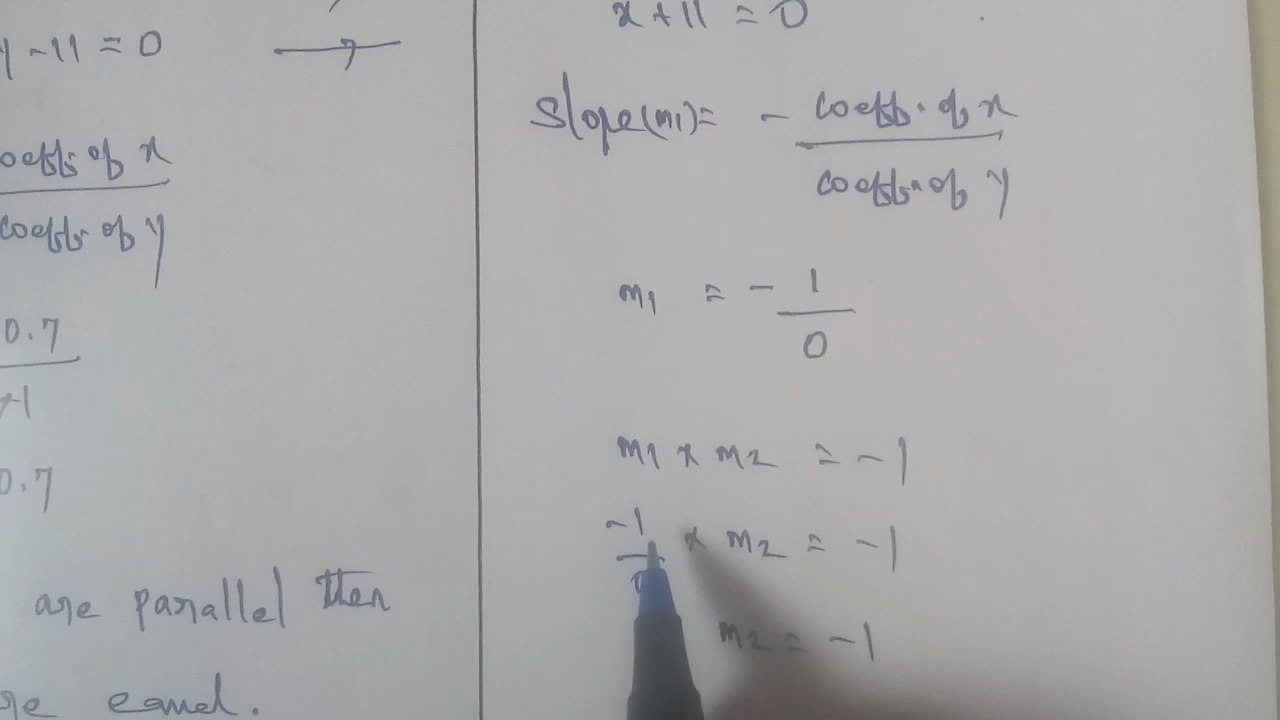 y - 11 = 0
coeff. of x
coeff. of y
0.7
+1
0.7
are parallel then
equal.
x + 11 = 0
Slope(m1) = - coeff. of x
coeff. of y
m1 = - 1
0
m1 x m2 = -1
-1 x m2 = -1
m2 = -1